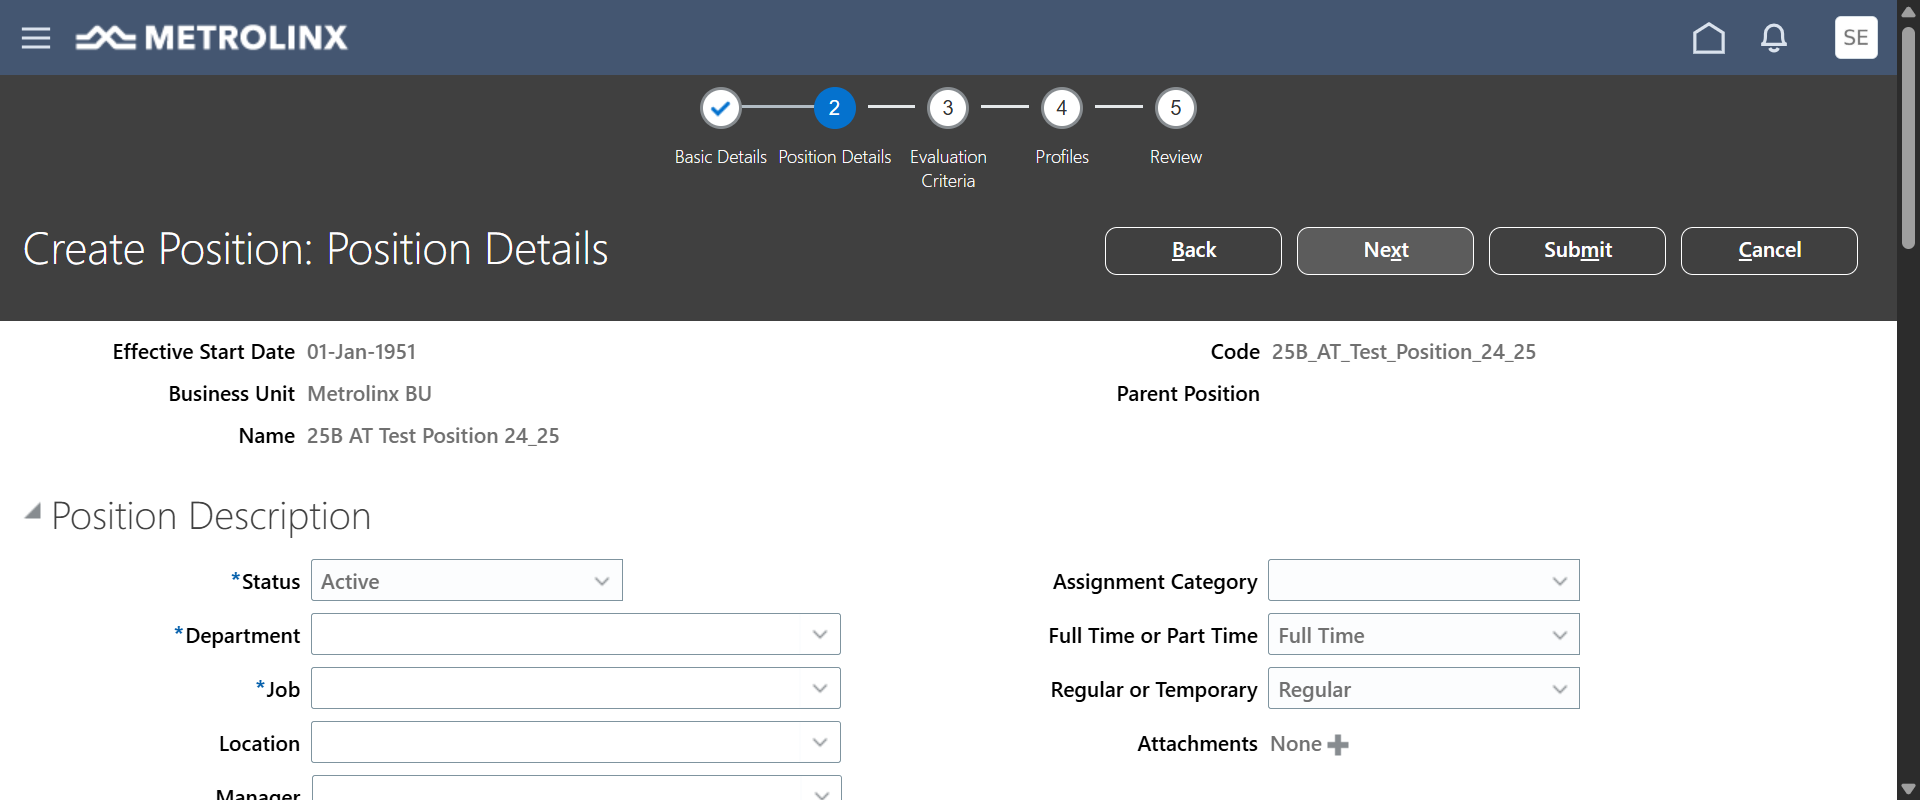 METROLINX
SE
2 3 4 5
Basic Details Position Details Evaluation Criteria Profiles Review
Create Position: Position Details
Back Next Submit Cancel
Effective Start Date 01-Jan-1951
Code 25B_AT_Test_Position_24_25
Business Unit Metrolinx BU
Parent Position
Name 25B AT Test Position 24_25
Position Description
*Status Active
Assignment Category
*Department
Full Time or Part Time Full Time
*Job
Regular or Temporary Regular
Location
Attachments None
Manager